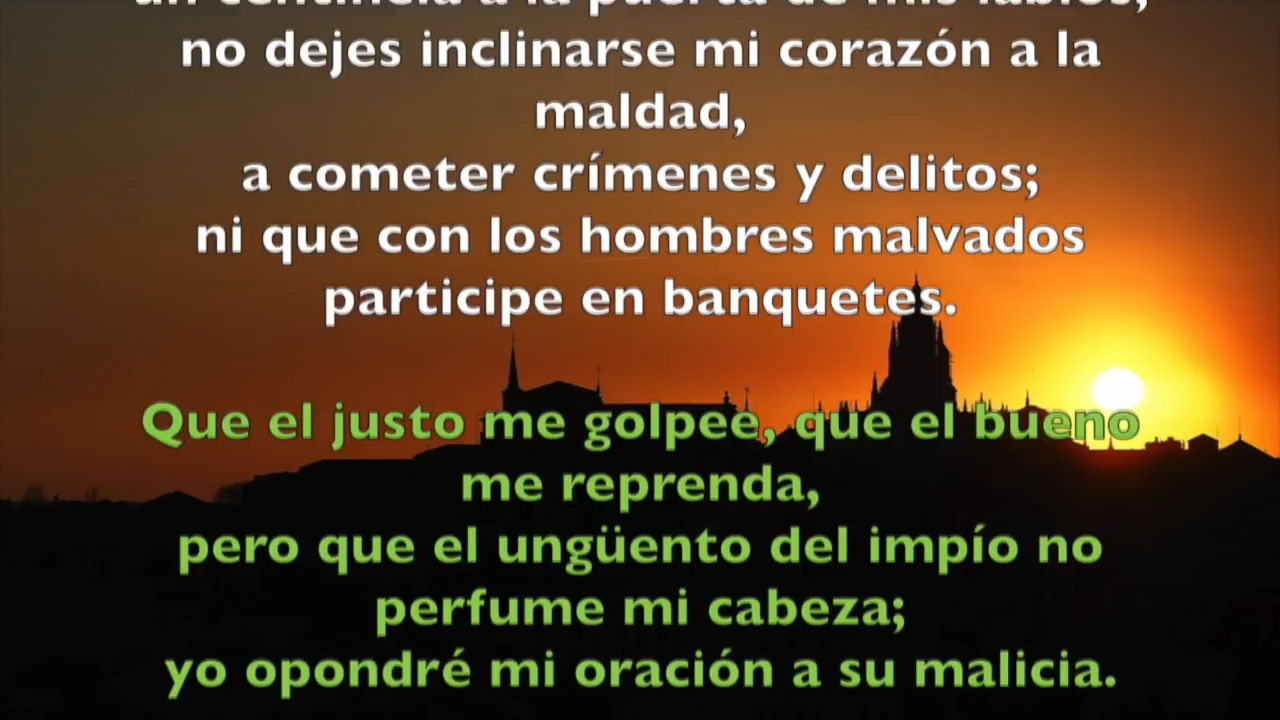 un centinela a la puerta de mis labios;
no dejes inclinarse mi corazón a la
maldad,
a cometer crímenes y delitos;
ni que con los hombres malvados
participe en banquetes.
Que el justo me golpee, que el bueno
me reprenda,
pero que el ungüento del impío no
perfume mi cabeza;
yo opondré mi oración a su malicia.